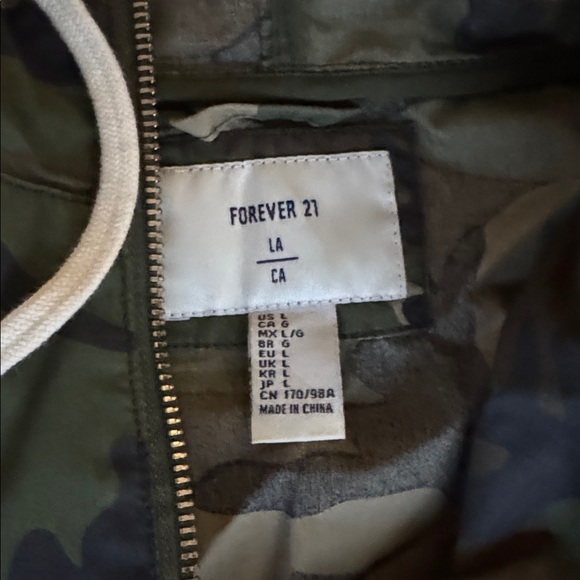 FOREVER 21
LA
CA
US L
CA G
MX L/G
BR G
EU L
UK L
KR L
JP L
CN 170/98A
MADE IN CHINA